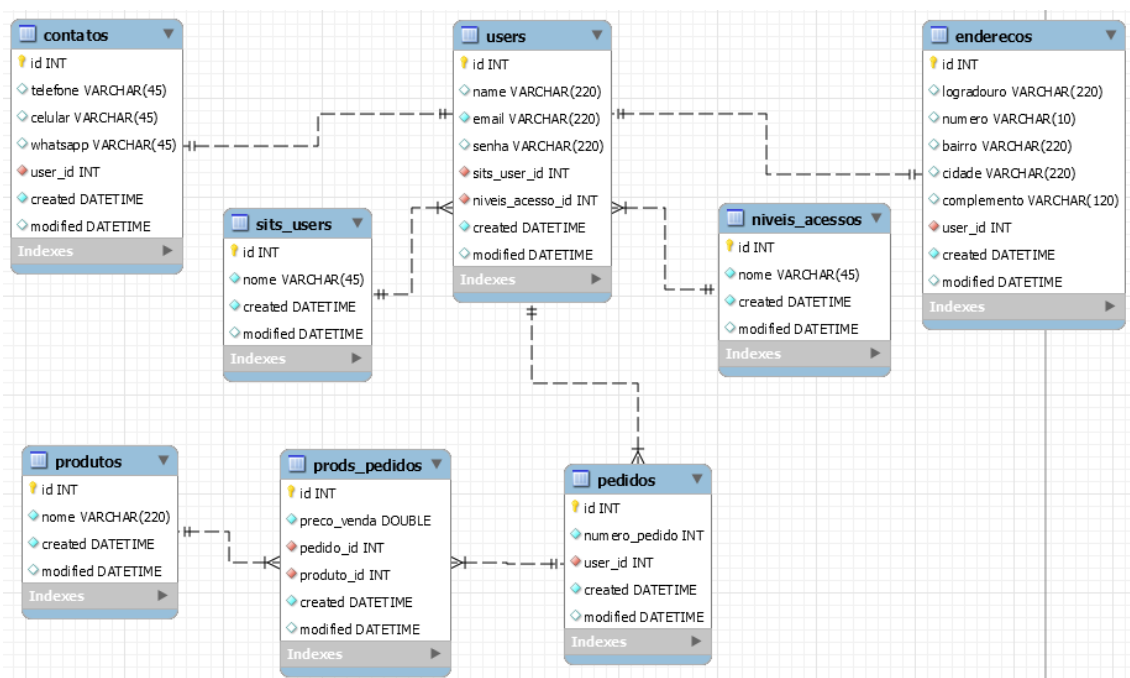 contatos
id INT
telefone VARCHAR(45)
celular VARCHAR(45)
whatsapp VARCHAR(45)
user_id INT
created DATETIME
modified DATETIME
Indexes
users
id INT
name VARCHAR(220)
email VARCHAR(220)
senha VARCHAR(220)
sits_user_id INT
niveis_acesso_id INT
created DATETIME
modified DATETIME
Indexes
enderecos
id INT
logradouro VARCHAR(220)
numero VARCHAR(10)
bairro VARCHAR(220)
cidade VARCHAR(220)
complemento VARCHAR(120)
user_id INT
created DATETIME
modified DATETIME
Indexes
sits_users
id INT
nome VARCHAR(45)
created DATETIME
modified DATETIME
Indexes
niveis_acessos
id INT
nome VARCHAR(45)
created DATETIME
modified DATETIME
Indexes
produtos
id INT
nome VARCHAR(220)
created DATETIME
modified DATETIME
Indexes
prods_pedidos
id INT
preco_venda DOUBLE
pedido_id INT
produto_id INT
created DATETIME
modified DATETIME
Indexes
pedidos
id INT
numero_pedido INT
user_id INT
created DATETIME
modified DATETIME
Indexes